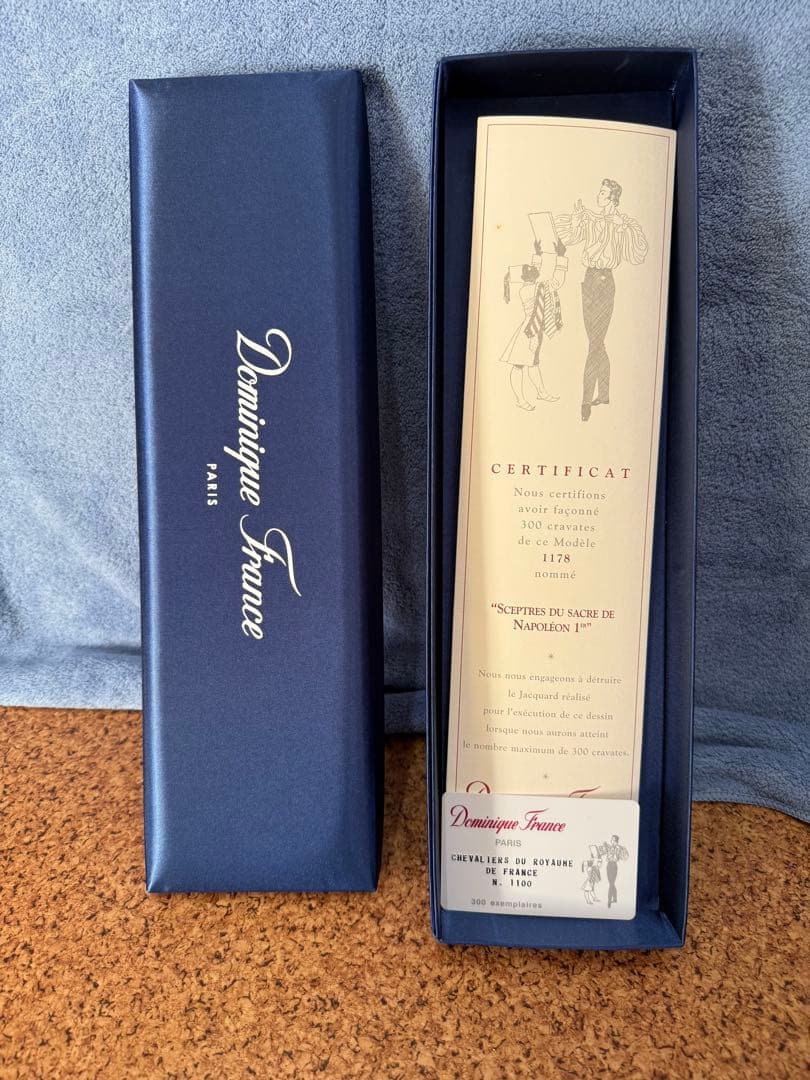 Dominique France
PARIS
CERTIFICAT
Nous certifions
avoir façonné
300 cravates
de ce Modèle
1178
nommé
"SCEPTRES DU SACRE DE
NAPOLÉON 1ER"
*
Nous nous engageons à détruire
le Jacquard réalisé
pour l'exécution de ce dessin
lorsque nous aurons atteint
le nombre maximum de 300 cravates.
*
Dominique France
PARIS
CHEVALIERS DU ROYAUME
DE FRANCE
N. 1100
300 exemplaires